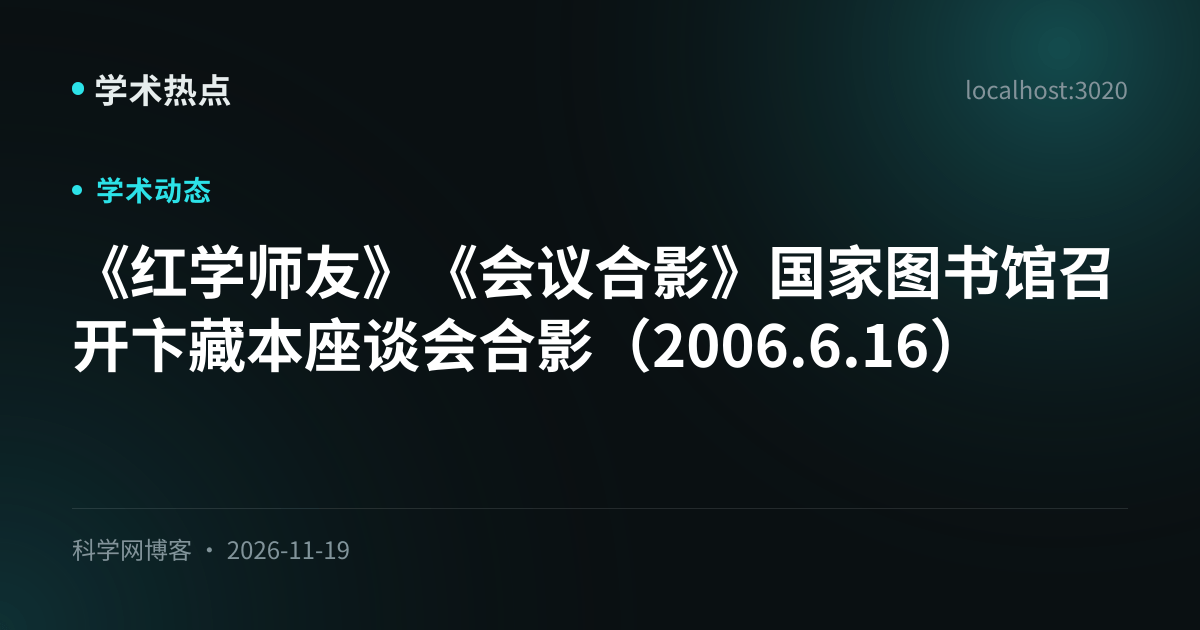 学术热点
localhost:3020
学术动态
《红学师友》《会议合影》国家图书馆召
开卞藏本座谈会合影（2006.6.16）
科学网博客 · 2026-11-19